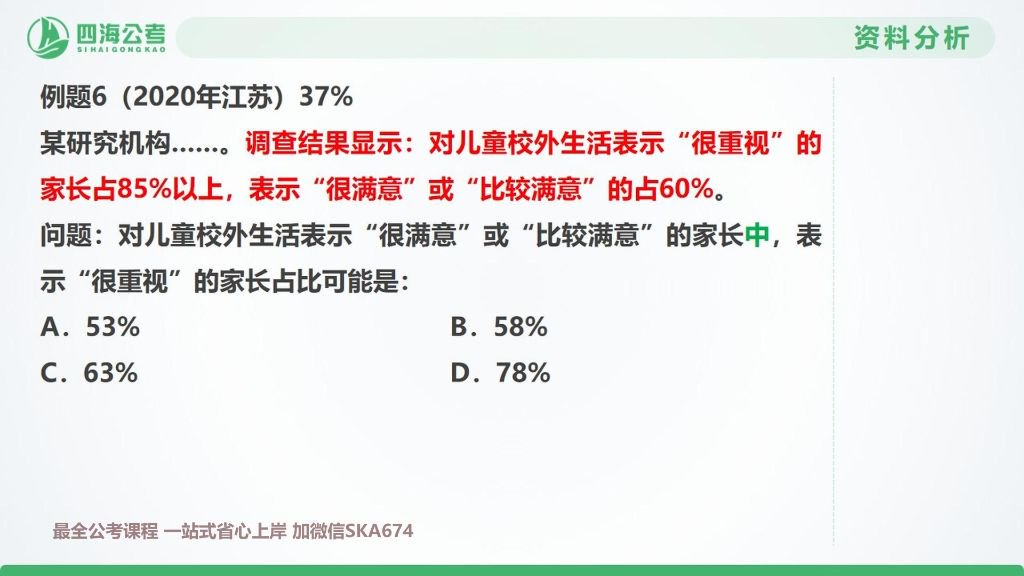 四海公考
SIHAIGONGKAO
资料分析
例题6（2020年江苏）37%
某研究机构……。调查结果显示：对儿童校外生活表示“很重视”的
家长占85%以上，表示“很满意”或“比较满意”的占60%。
问题：对儿童校外生活表示“很满意”或“比较满意”的家长中，表
示“很重视”的家长占比可能是：
A．53%
B．58%
C．63%
D．78%
最全公考课程 一站式省心上岸 加微信SKA674